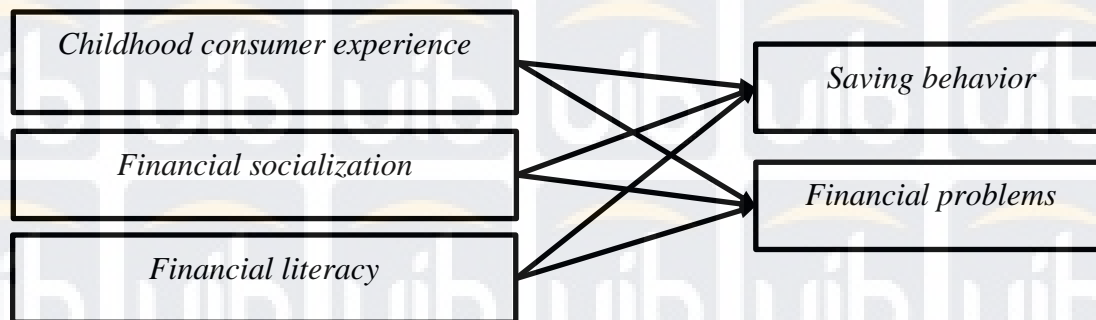 Childhood consumer experience
Saving behavior
Financial socialization
Financial problems
Financial literacy